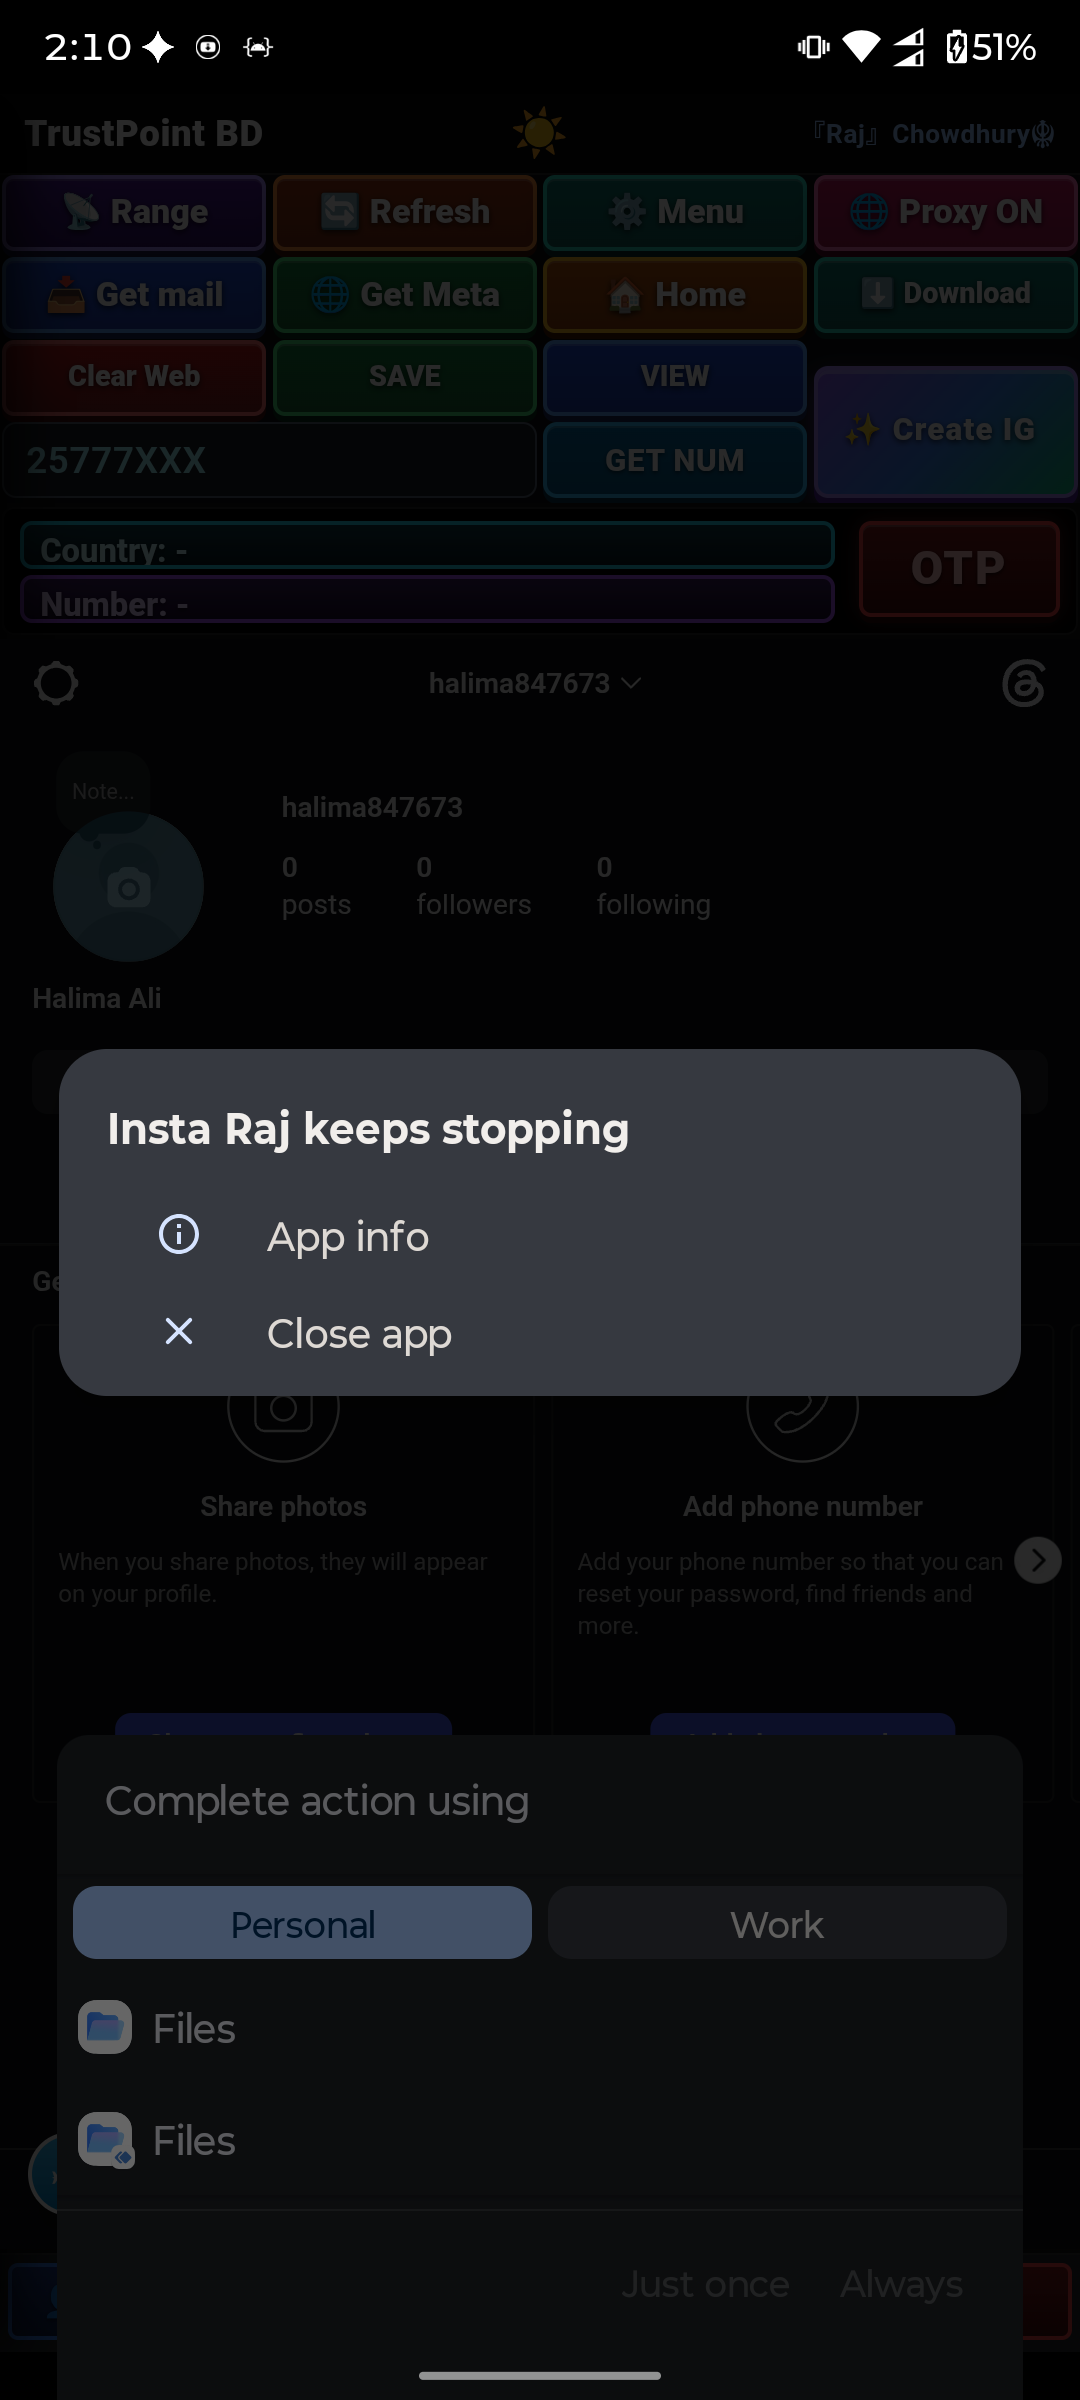 2:10
51%
TrustPoint BD
『Raj』 Chowdhury☬
Range
Refresh
Menu
Proxy ON
Get mail
Get Meta
Home
Download
Clear Web
SAVE
VIEW
Create IG
25777XXX
GET NUM
Country: -
OTP
Number: -
halima847673
Note...
halima847673
0
0
0
posts
followers
following
Halima Ali
Insta Raj keeps stopping
App info
Ge
Close app
Share photos
Add phone number
When you share photos, they will appear
on your profile.
Add your phone number so that you can
reset your password, find friends and
more.
Complete action using
Personal
Work
Files
Files
Just once
Always